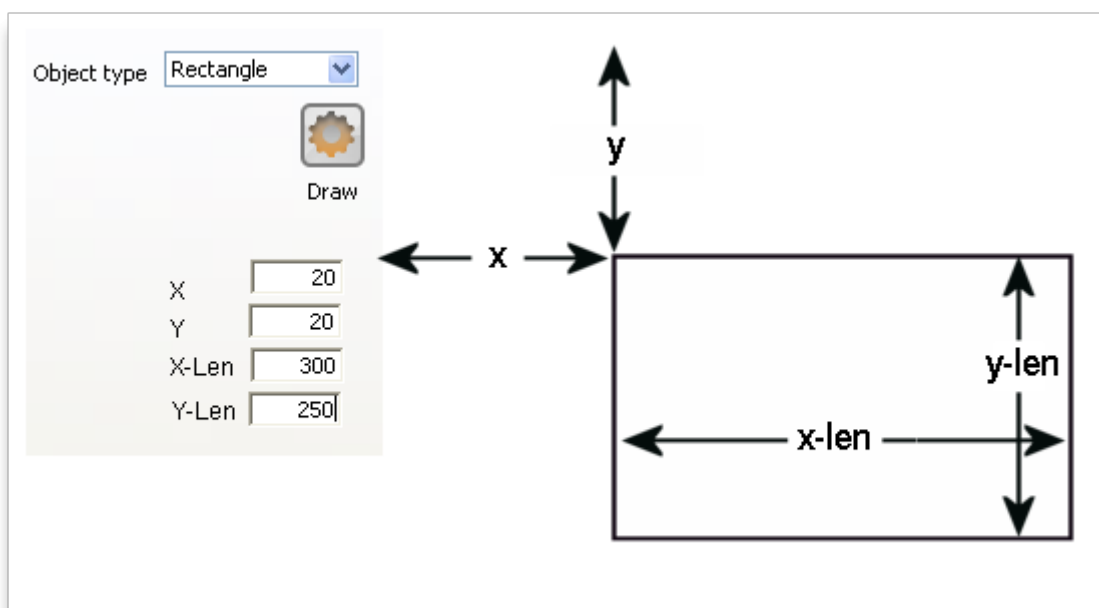 Object type Rectangle
Draw
X 20
Y 20
X-Len 300
Y-Len 250
y
x
y-len
x-len